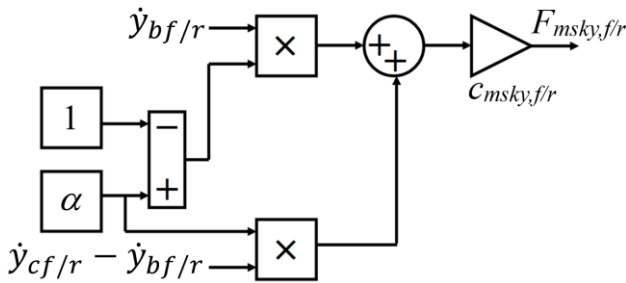 ẏ_{bf/r}
×
+
+
F_{msky,f/r}
c_{msky,f/r}
1
−
α
+
×
ẏ_{cf/r} − ẏ_{bf/r}